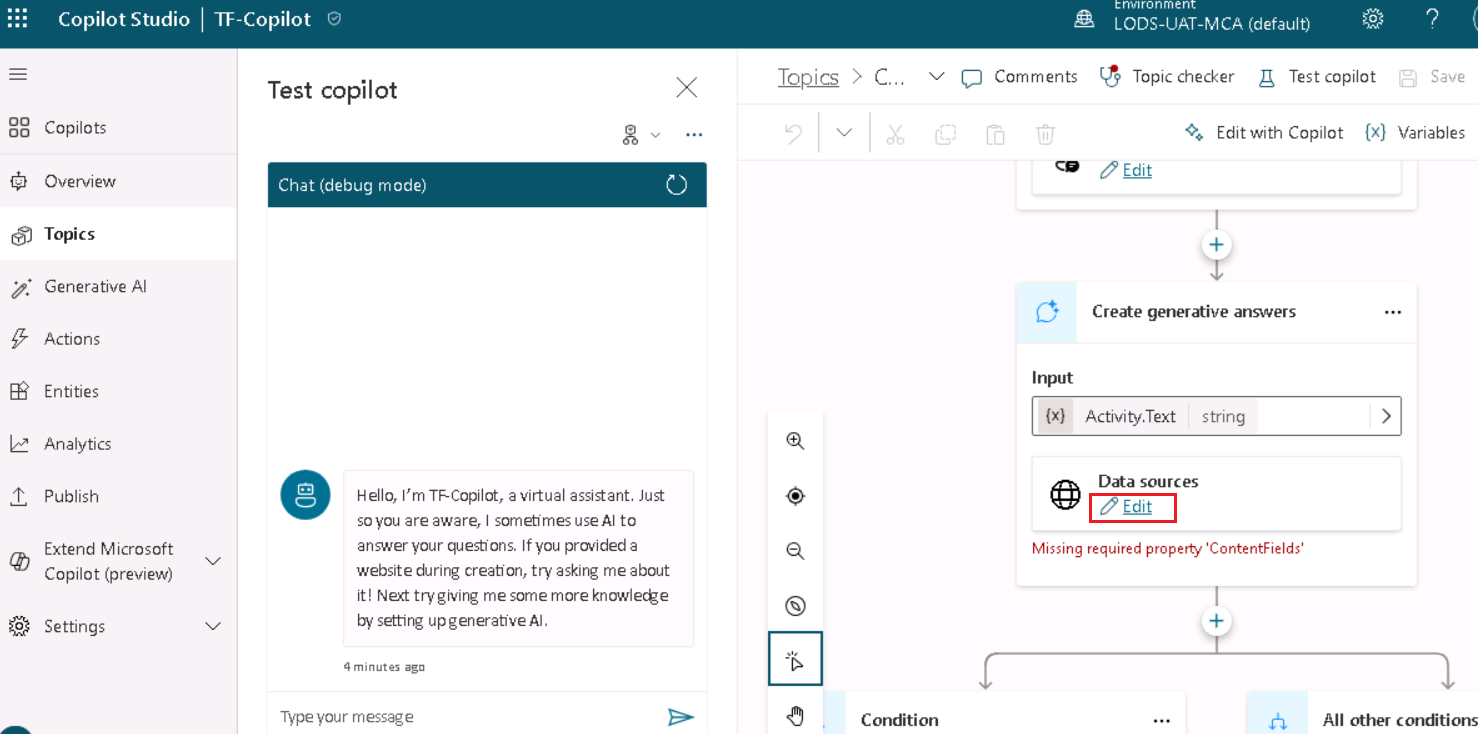 Copilot Studio | TF-Copilot
Environment
LODS-UAT-MCA (default)
?
Copilots
Overview
Topics
Generative AI
Actions
Entities
Analytics
Publish
Extend Microsoft
Copilot (preview)
Settings
Test copilot
Chat (debug mode)
Hello, I'm TF-Copilot, a virtual assistant. Just
so you are aware, I sometimes use AI to
answer your questions. If you provided a
website during creation, try asking me about
it! Next try giving me some more knowledge
by setting up generative AI.
4 minutes ago
Type your message
Topics > C...
Comments
Topic checker
Test copilot
Save
Edit with Copilot
{x} Variables
Edit
Create generative answers
Input
{x} Activity.Text string
Data sources
Edit
Missing required property 'ContentFields'
Condition
All other conditions